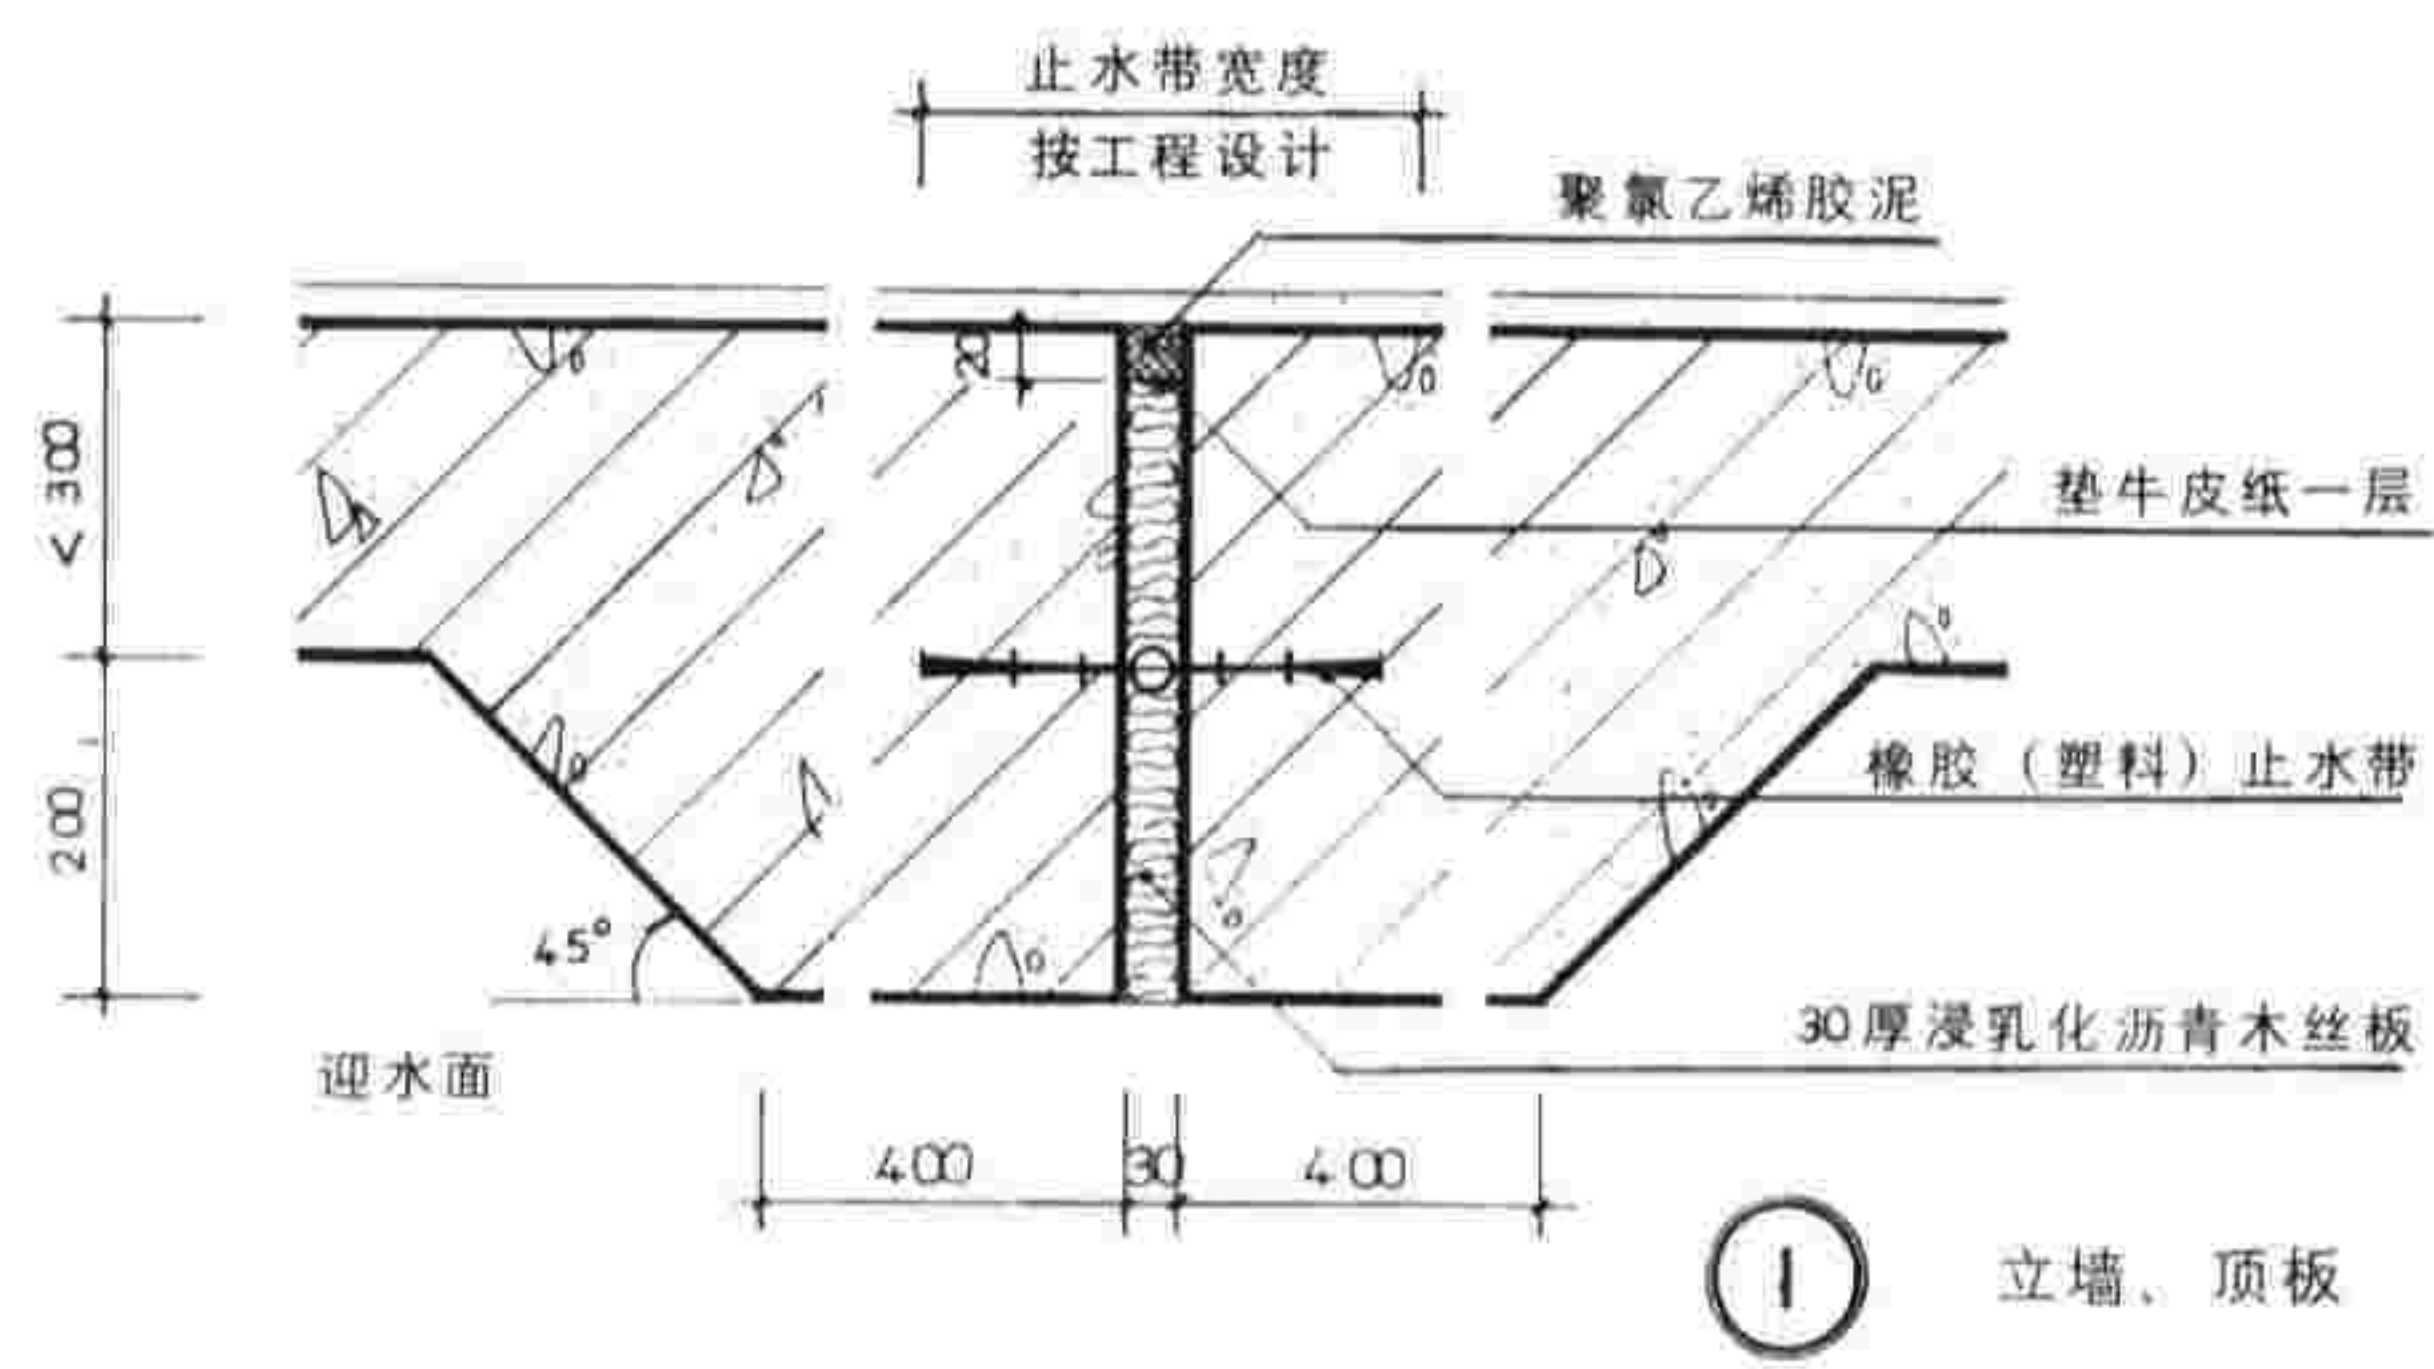 止水带宽度
按工程设计
聚氯乙烯胶泥
20
< 300
垫牛皮纸一层
橡胶（塑料）止水带
200
45°
30厚浸乳化沥青木丝板
迎水面
400
30
400
1
立墙、顶板